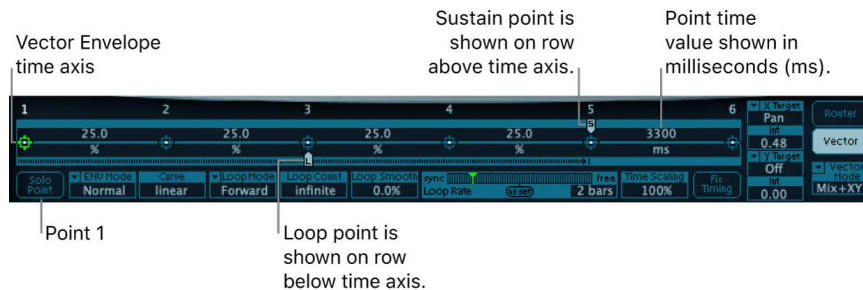 Sustain point is
shown on row
above time axis.
Point time
value shown in
milliseconds (ms).
Vector Envelope
time axis
1 2 3 4 5 6
S
25.0 25.0 25.0 25.0 3300
% % % % ms
L
X Target
Pan
Int
0.48
Y Target
Off
Int
0.00
Router
Vector
Vector
Mode
Mix+XY
Solo
Point
ENV Mode
Normal
Curve
linear
Loop Mode
Forward
Loop Count
infinite
Loop Smooth
0.0%
sync free
Loop Rate (as set) 2 bars
Time Scaling
100%
Fix
Timing
Point 1
Loop point is
shown on row
below time axis.